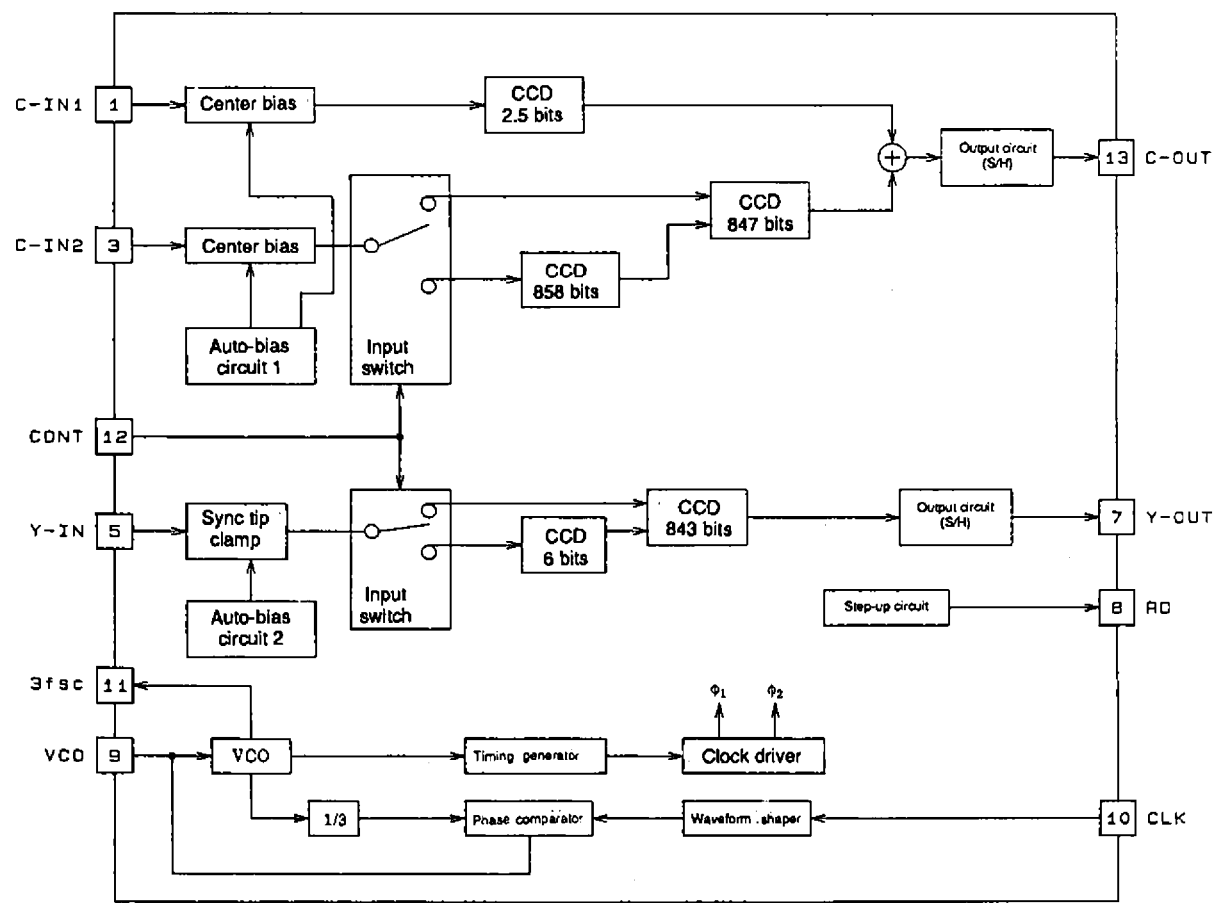 C-IN1
1
Center bias
CCD
2.5 bits
Output circuit
(S/H)
13
C-OUT
C-IN2
3
Center bias
CCD
847 bits
CCD
858 bits
Auto-bias
circuit 1
Input
switch
CONT
12
Y-IN
5
Sync tip
clamp
CCD
6 bits
CCD
843 bits
Output circuit
(S/H)
7
Y-OUT
Auto-bias
circuit 2
Input
switch
Step-up circuit
8
RD
3fsc
11
ϕ1
ϕ2
VCO
9
VCO
Timing generator
Clock driver
1/3
Phase comparator
Waveform shaper
10
CLK